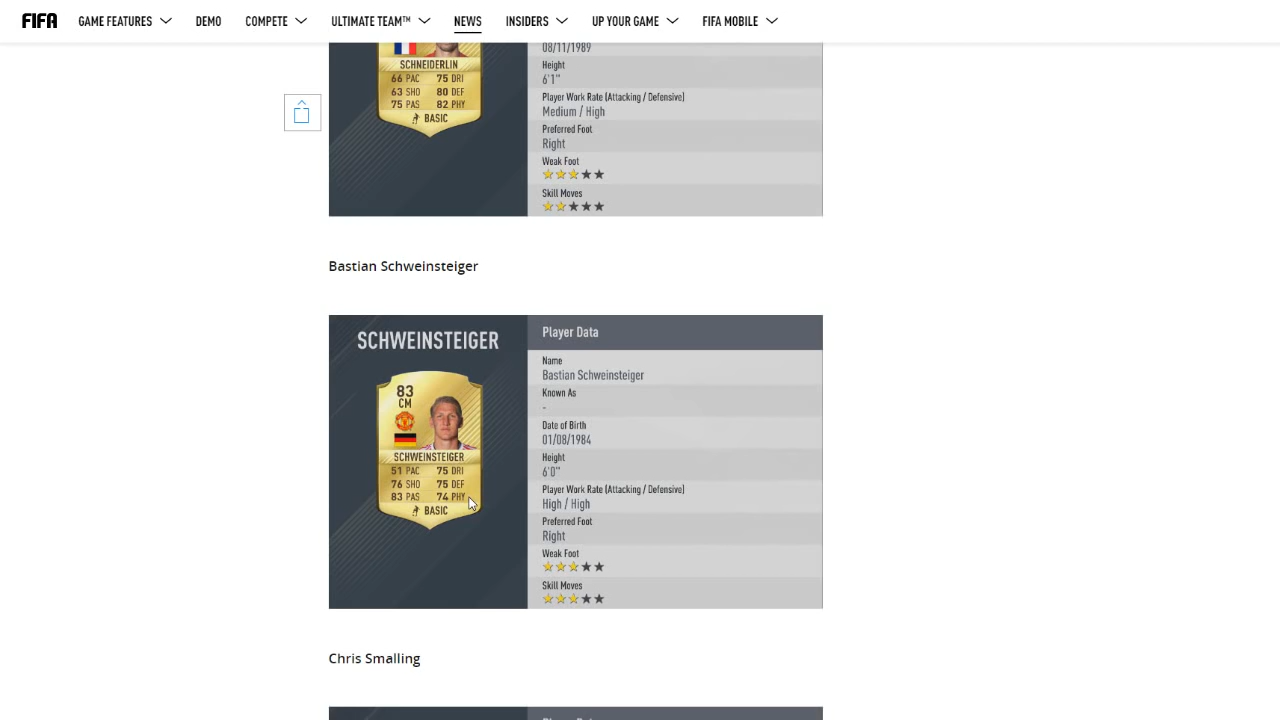 FIFA GAME FEATURES DEMO COMPETE ULTIMATE TEAM™ NEWS INSIDERS UP YOUR GAME FIFA MOBILE
SCHNEIDERLIN
66 PAC 75 DRI
63 SHO 80 DEF
75 PAS 82 PHY
BASIC
08/11/1989
Height
6'1"
Player Work Rate (Attacking / Defensive)
Medium / High
Preferred Foot
Right
Weak Foot
Skill Moves
Bastian Schweinsteiger
SCHWEINSTEIGER
83
CM
SCHWEINSTEIGER
51 PAC 75 DRI
76 SHO 75 DEF
83 PAS 74 PHY
BASIC
Player Data
Name
Bastian Schweinsteiger
Known As
-
Date of Birth
01/08/1984
Height
6'0"
Player Work Rate (Attacking / Defensive)
High / High
Preferred Foot
Right
Weak Foot
Skill Moves
Chris Smalling